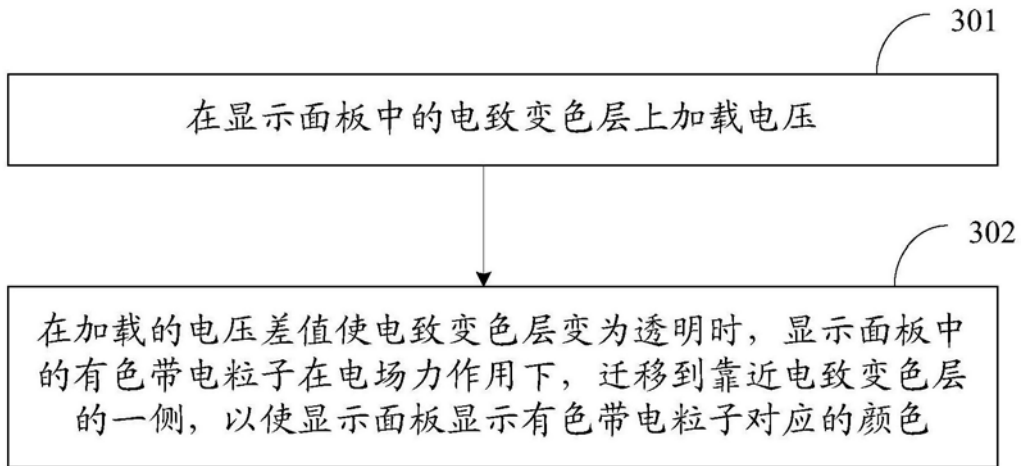 301
在显示面板中的电致变色层上加载电压
302
在加载的电压差值使电致变色层变为透明时，显示面板中
的有色带电粒子在电场力作用下，迁移到靠近电致变色层
的一侧，以使显示面板显示有色带电粒子对应的颜色